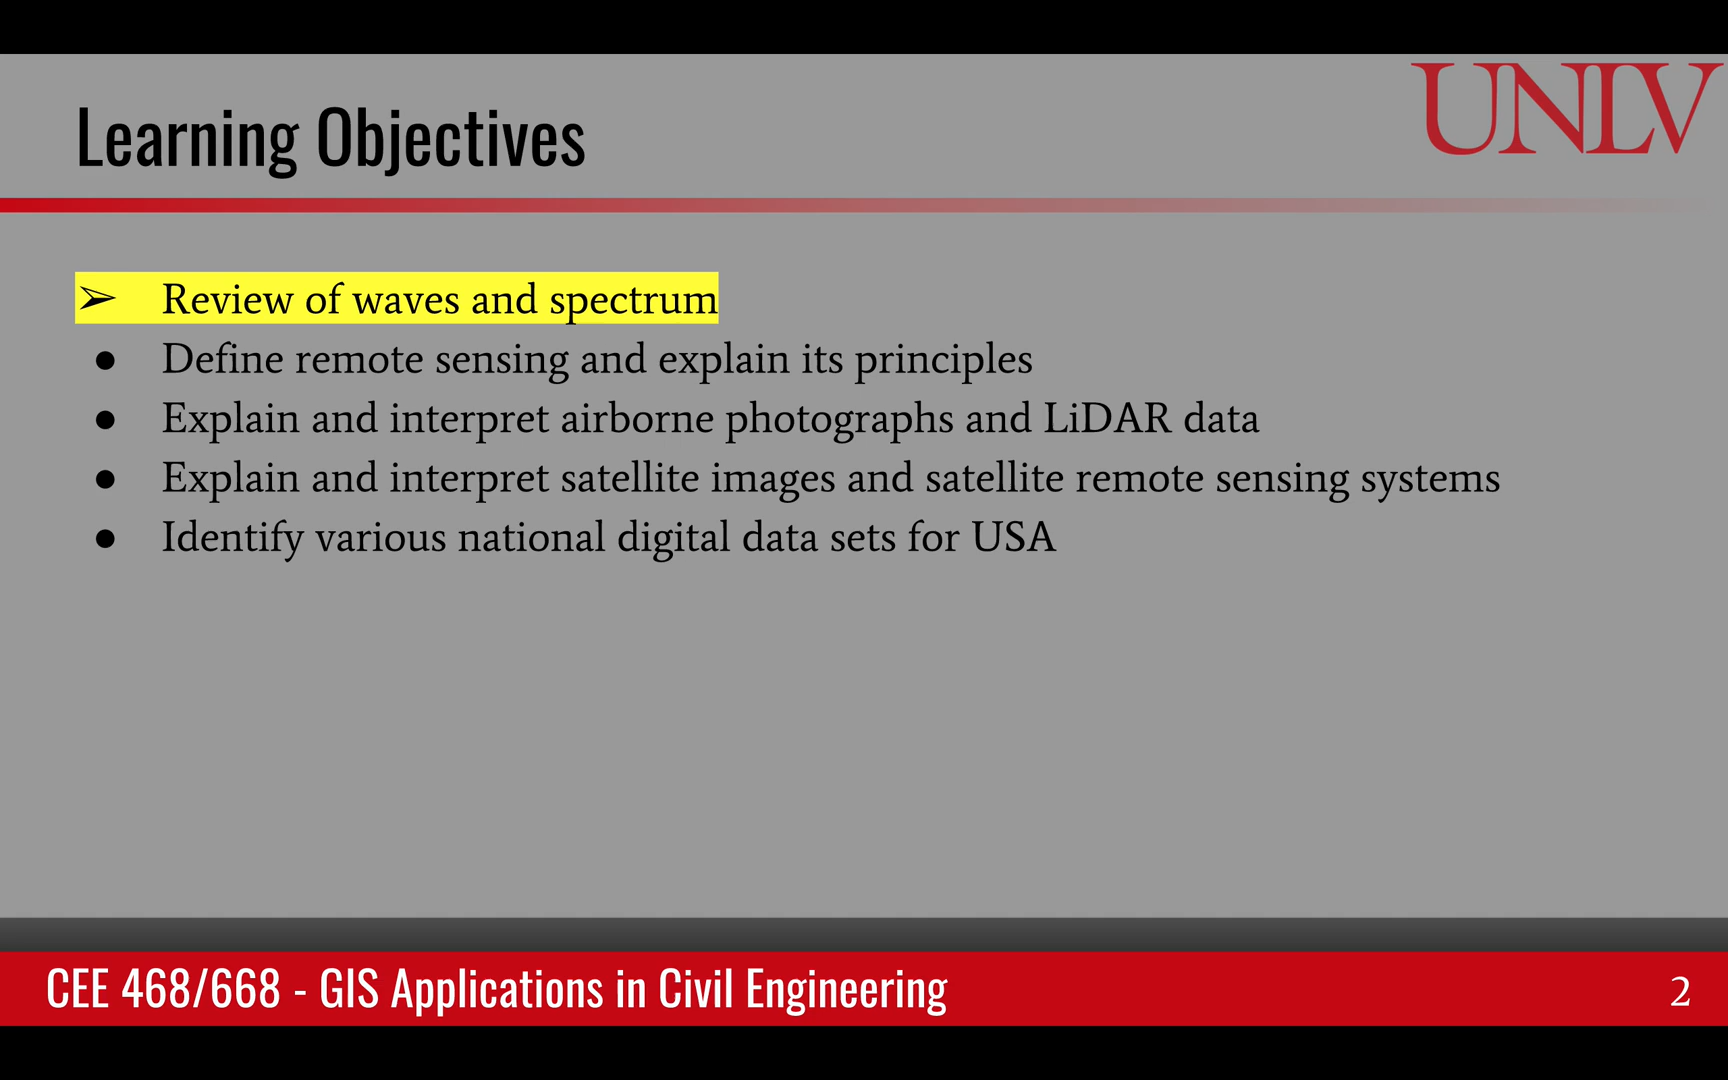 UNLV
Learning Objectives
➢ Review of waves and spectrum
● Define remote sensing and explain its principles
● Explain and interpret airborne photographs and LiDAR data
● Explain and interpret satellite images and satellite remote sensing systems
● Identify various national digital data sets for USA
CEE 468/668 - GIS Applications in Civil Engineering
2